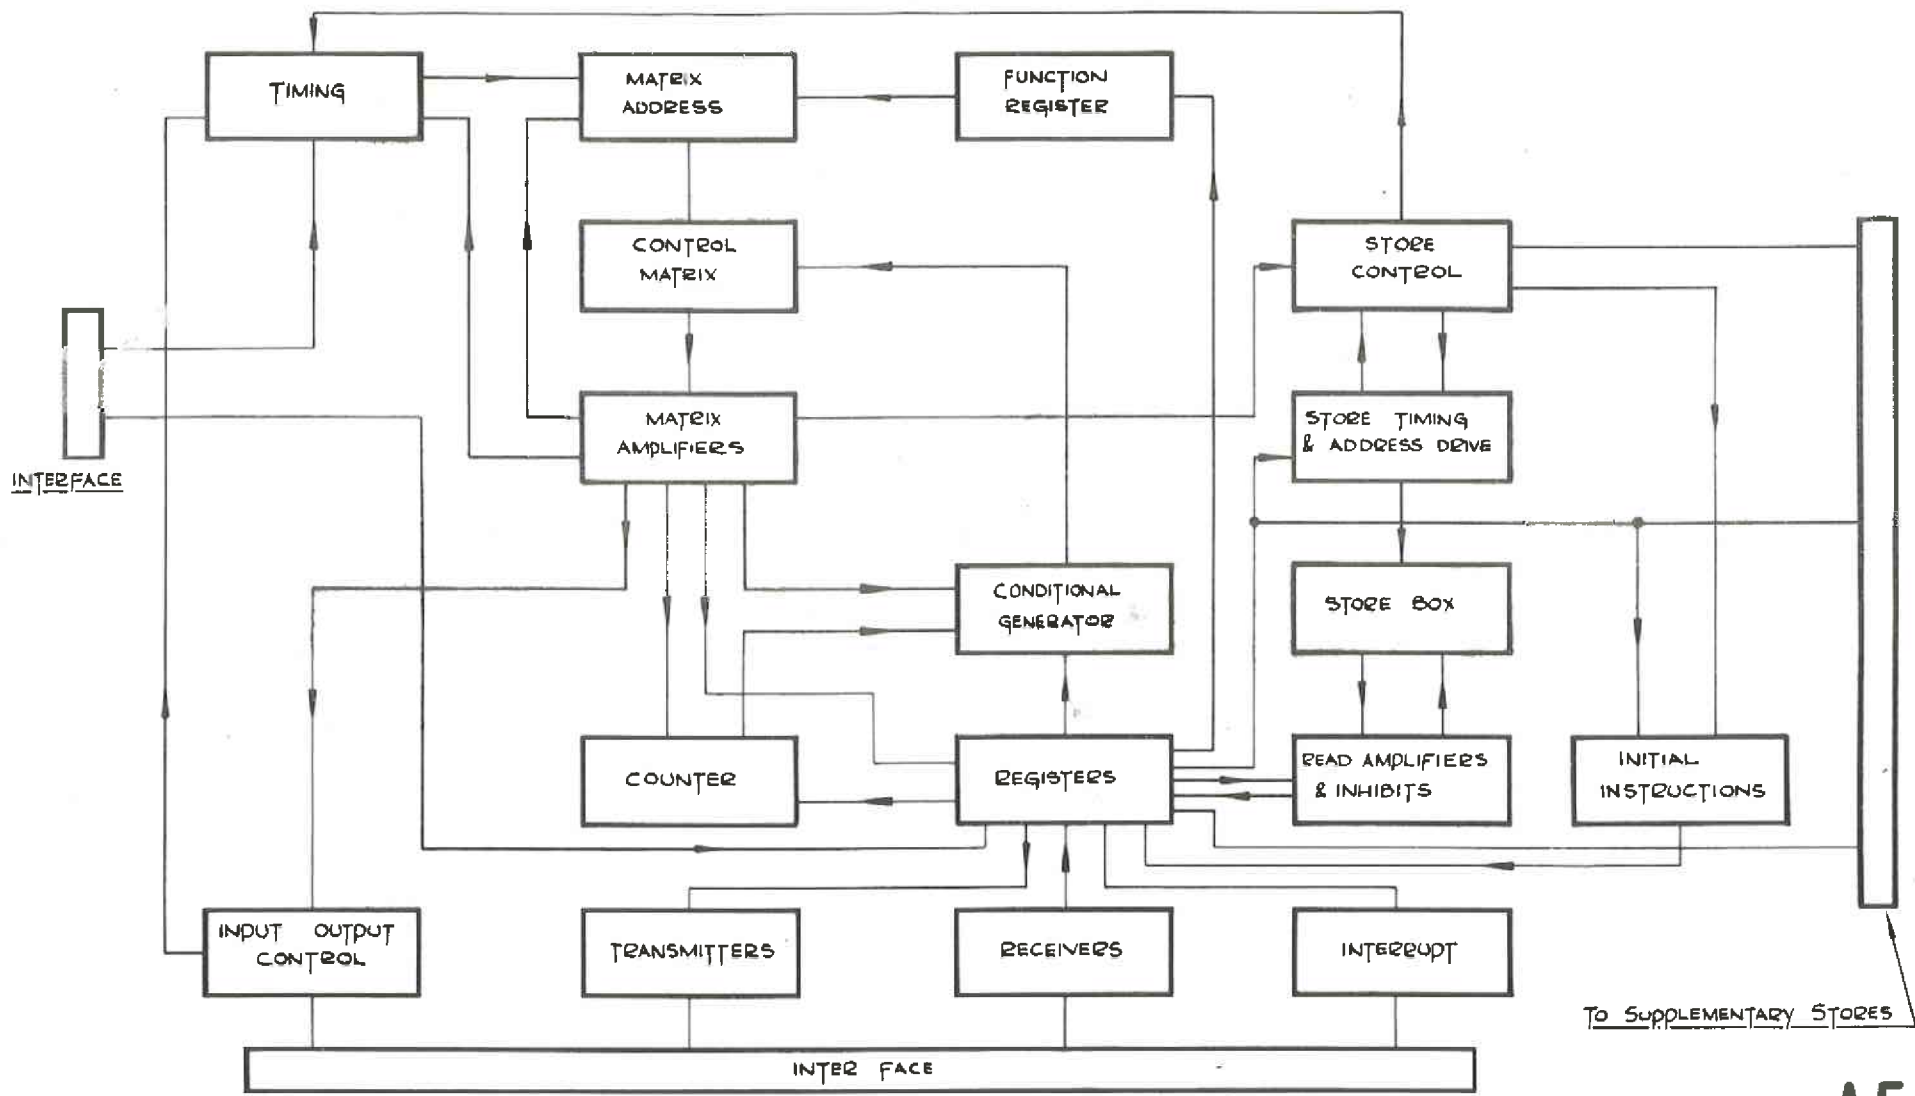 TIMING
MATRIX
ADDRESS
FUNCTION
REGISTER
CONTROL
MATRIX
STORE
CONTROL
MATRIX
AMPLIFIERS
STORE TIMING
& ADDRESS DRIVE
INTERFACE
CONDITIONAL
GENERATOR
STORE BOX
COUNTER
REGISTERS
READ AMPLIFIERS
& INHIBITS
INITIAL
INSTRUCTIONS
INPUT OUTPUT
CONTROL
TRANSMITTERS
RECEIVERS
INTERRUPT
TO SUPPLEMENTARY STORES
INTER FACE